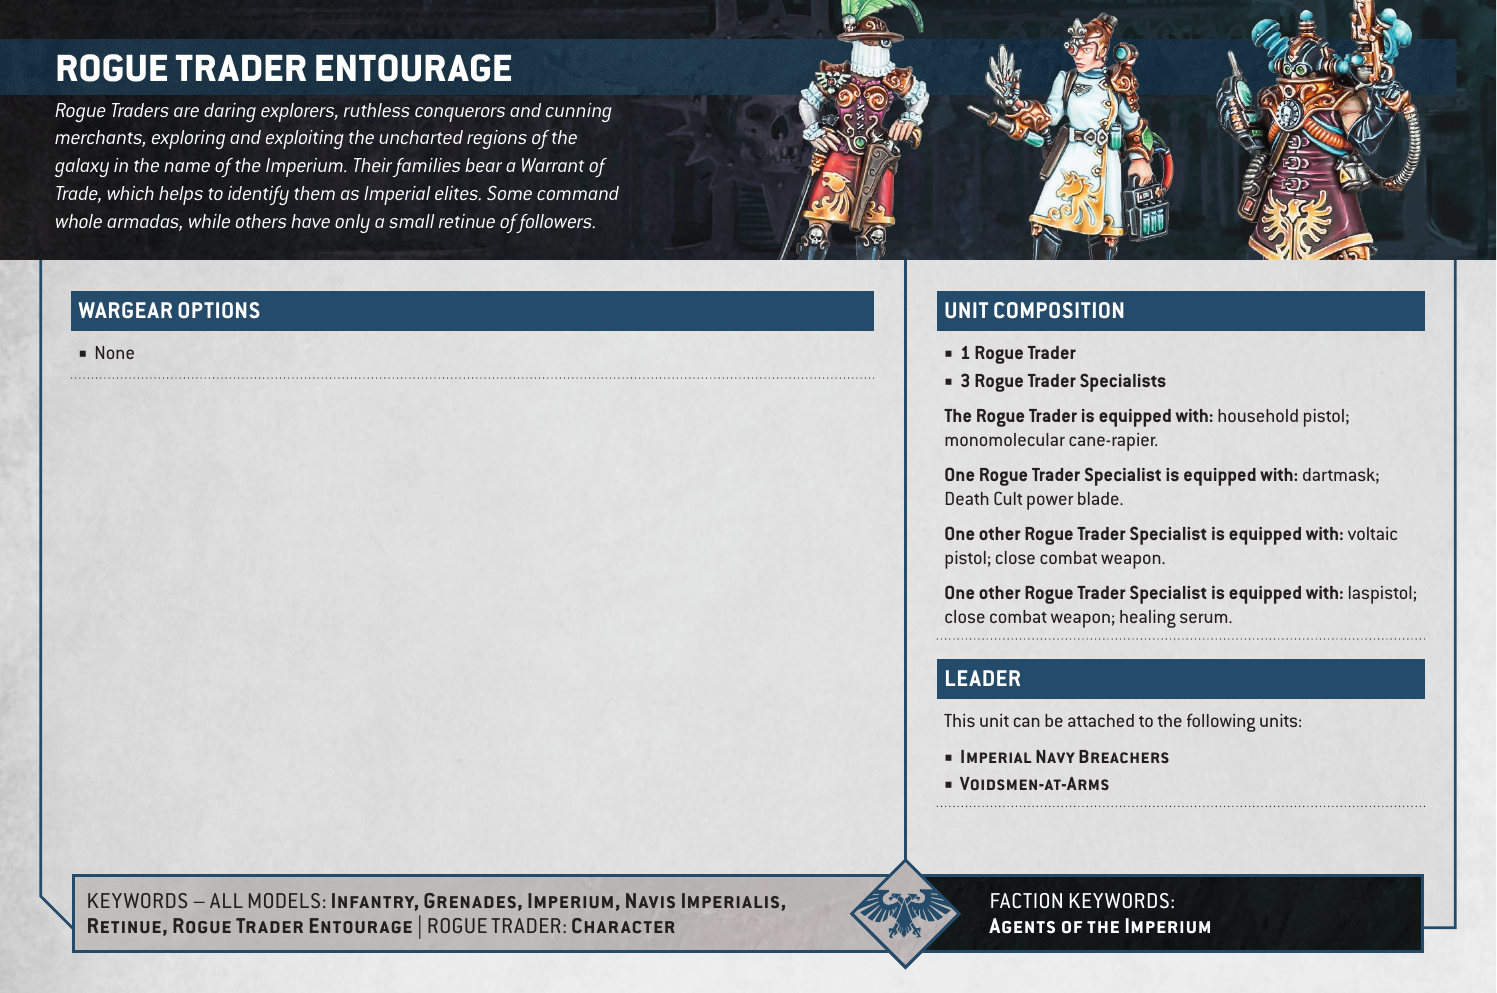 ROGUE TRADER ENTOURAGE
Rogue Traders are daring explorers, ruthless conquerors and cunning
merchants, exploring and exploiting the uncharted regions of the
galaxy in the name of the Imperium. Their families bear a Warrant of
Trade, which helps to identify them as Imperial elites. Some command
whole armadas, while others have only a small retinue of followers.
WARGEAR OPTIONS
▪ None
UNIT COMPOSITION
▪ 1 Rogue Trader
▪ 3 Rogue Trader Specialists
The Rogue Trader is equipped with: household pistol;
monomolecular cane-rapier.
One Rogue Trader Specialist is equipped with: dartmask;
Death Cult power blade.
One other Rogue Trader Specialist is equipped with: voltaic
pistol; close combat weapon.
One other Rogue Trader Specialist is equipped with: laspistol;
close combat weapon; healing serum.
LEADER
This unit can be attached to the following units:
▪ Imperial Navy Breachers
▪ Voidsmen-at-Arms
KEYWORDS – ALL MODELS: Infantry, Grenades, Imperium, Navis Imperialis,
Retinue, Rogue Trader Entourage | ROGUE TRADER: Character
FACTION KEYWORDS:
Agents of the Imperium